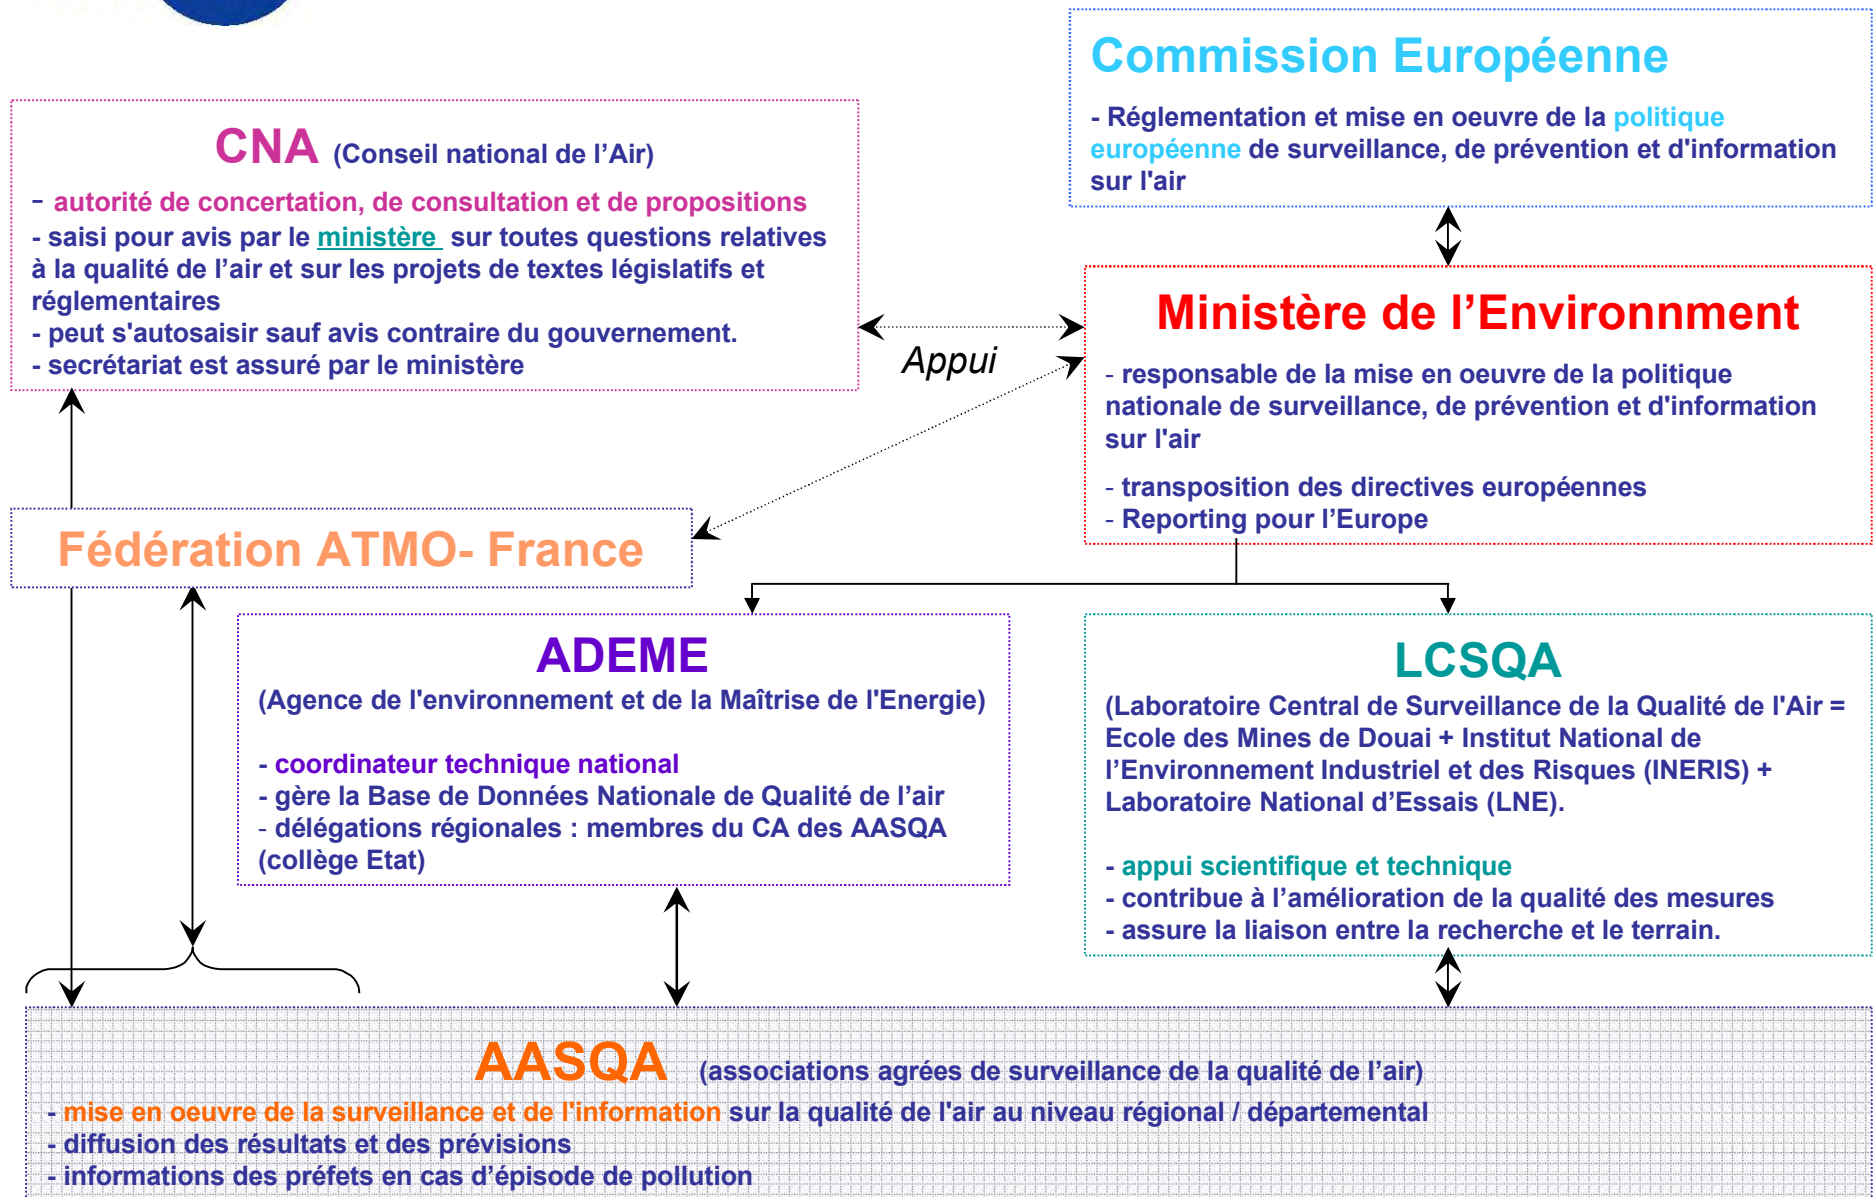 Commission Européenne
- Réglementation et mise en oeuvre de la politique
européenne de surveillance, de prévention et d'information
sur l'air
CNA (Conseil national de l’Air)
- autorité de concertation, de consultation et de propositions
- saisi pour avis par le ministère sur toutes questions relatives
à la qualité de l’air et sur les projets de textes législatifs et
réglementaires
- peut s'autosaisir sauf avis contraire du gouvernement.
- secrétariat est assuré par le ministère
Appui
Ministère de l’Environnment
- responsable de la mise en oeuvre de la politique
nationale de surveillance, de prévention et d'information
sur l'air
- transposition des directives européennes
- Reporting pour l’Europe
Fédération ATMO- France
ADEME
(Agence de l'environnement et de la Maîtrise de l'Energie)
- coordinateur technique national
- gère la Base de Données Nationale de Qualité de l’air
- délégations régionales : membres du CA des AASQA
(collège Etat)
LCSQA
(Laboratoire Central de Surveillance de la Qualité de l'Air =
Ecole des Mines de Douai + Institut National de
l’Environnement Industriel et des Risques (INERIS) +
Laboratoire National d’Essais (LNE).
- appui scientifique et technique
- contribue à l’amélioration de la qualité des mesures
- assure la liaison entre la recherche et le terrain.
AASQA (associations agrées de surveillance de la qualité de l’air)
- mise en oeuvre de la surveillance et de l'information sur la qualité de l'air au niveau régional / départemental
- diffusion des résultats et des prévisions
- informations des préfets en cas d’épisode de pollution